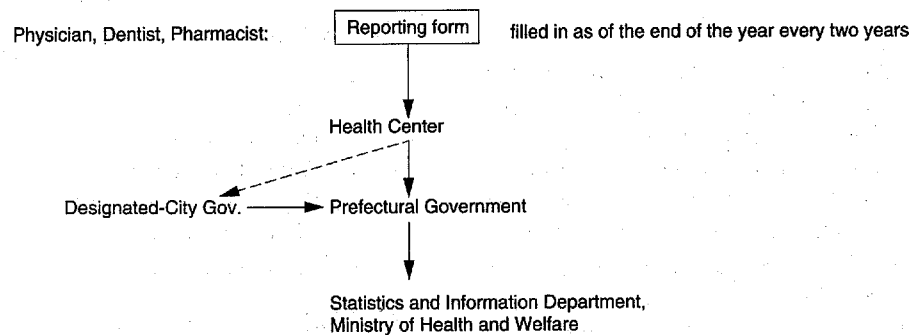 Physician, Dentist, Pharmacist: Reporting form filled in as of the end of the year every two years
Health Center
Designated-City Gov. Prefectural Government
Statistics and Information Department,
Ministry of Health and Welfare